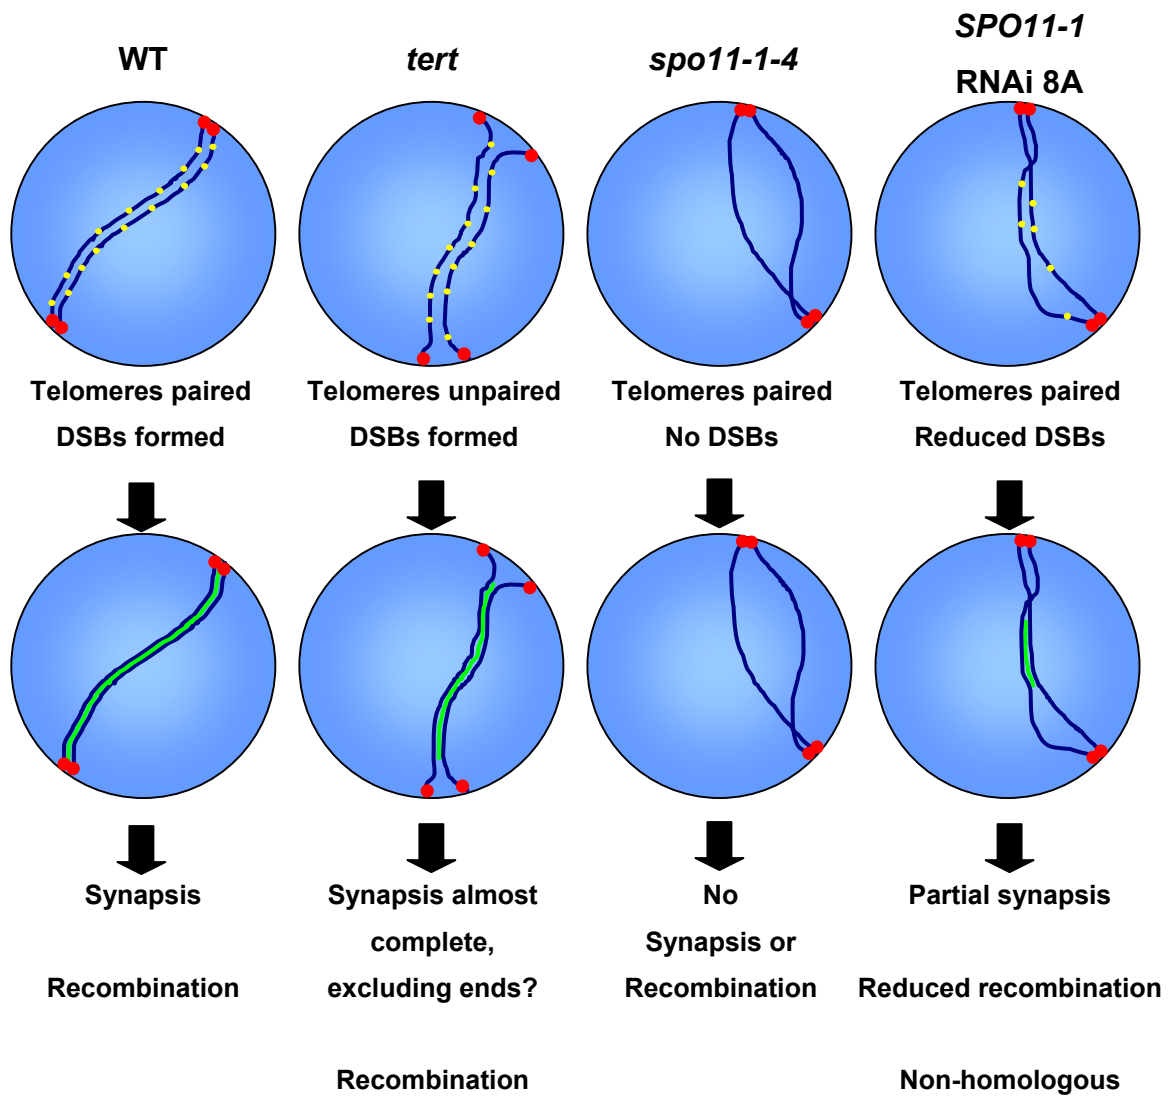 WT
tert
spo11-1-4
SPO11-1
RNAi 8A
Telomeres paired
DSBs formed
Telomeres unpaired
DSBs formed
Telomeres paired
No DSBs
Telomeres paired
Reduced DSBs
Synapsis
Recombination
Synapsis almost
complete,
excluding ends?
Recombination
No
Synapsis or
Recombination
Partial synapsis
Reduced recombination
Non-homologous